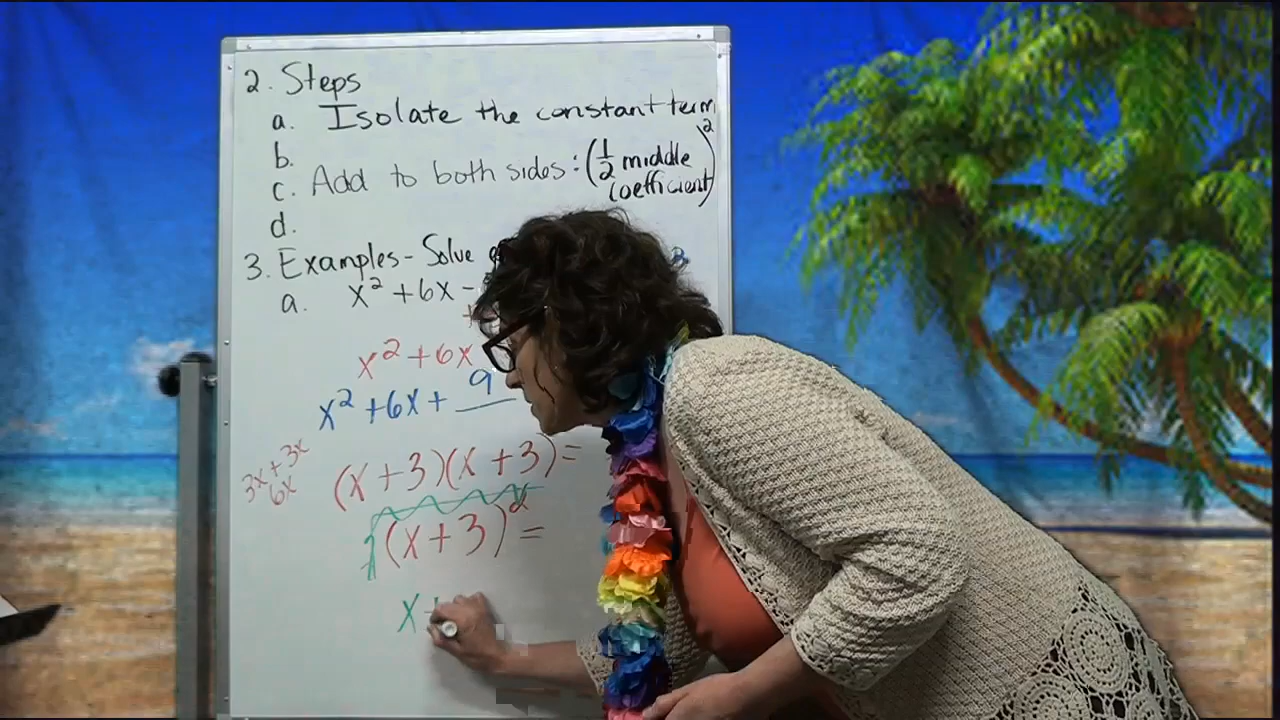 2. Steps
a. Isolate the constant term
b.
c. Add to both sides: (1/2 middle coefficient)²
d.
3. Examples - Solve
a. x² + 6x -
x² + 6x
x² + 6x + 9
3x + 3x
6x
(x + 3)(x + 3) =
√(x + 3)² =
x +